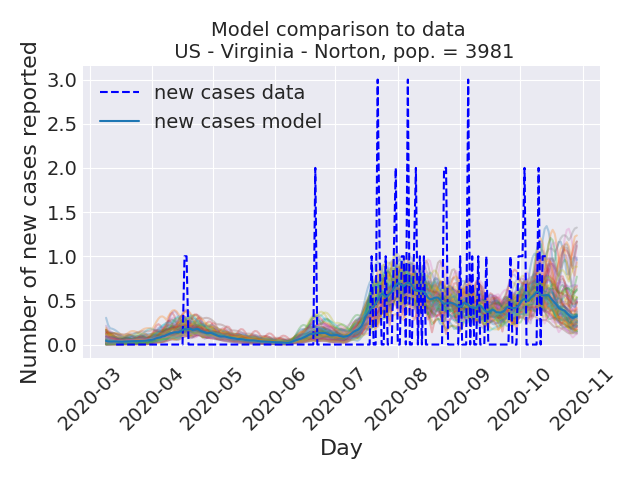 Model comparison to data
US - Virginia - Norton, pop. = 3981
Number of new cases reported
3.0
2.5
2.0
1.5
1.0
0.5
0.0
new cases data
new cases model
2020-03
2020-04
2020-05
2020-06
2020-07
2020-08
2020-09
2020-10
2020-11
Day